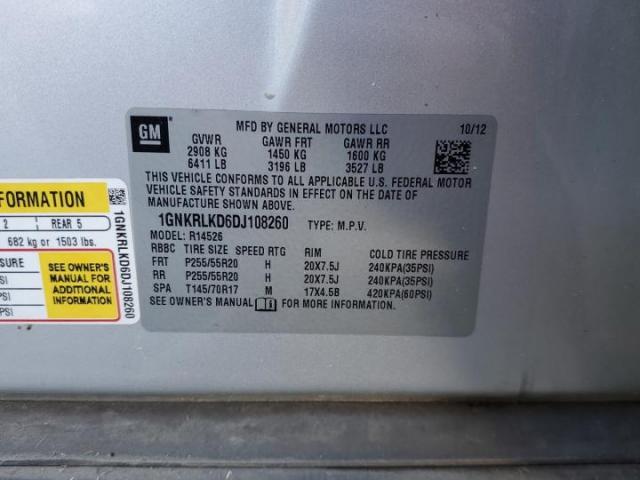 GM
MFD BY GENERAL MOTORS LLC 10/12
GVWR GAWR FRT GAWR RR
2908 KG 1450 KG 1600 KG
6411 LB 3196 LB 3527 LB
THIS VEHICLE CONFORMS TO ALL APPLICABLE U.S. FEDERAL MOTOR
VEHICLE SAFETY STANDARDS IN EFFECT ON THE DATE OF
MANUFACTURE SHOWN ABOVE.
1GNKRLKD6DJ108260 TYPE: M.P.V.
MODEL: R14526
RBBC TIRE SIZE SPEED RTG RIM COLD TIRE PRESSURE
FRT P255/55R20 H 20X7.5J 240KPA(35PSI)
RR P255/55R20 H 20X7.5J 240KPA(35PSI)
SPA T145/70R17 M 17X4.5B 420KPA(60PSI)
SEE OWNER'S MANUAL FOR MORE INFORMATION.
FORMATION
2 REAR 5
682 kg or 1503 lbs.
SSURE
SI
SI
PSI
SEE OWNER'S
MANUAL FOR
ADDITIONAL
INFORMATION
1GNKRLKD6DJ108260